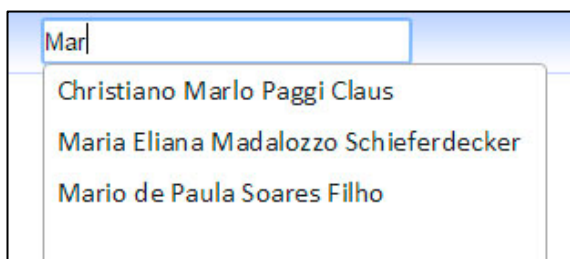 Mar
Christiano Marlo Paggi Claus
Maria Eliana Madalozzo Schieferdecker
Mario de Paula Soares Filho